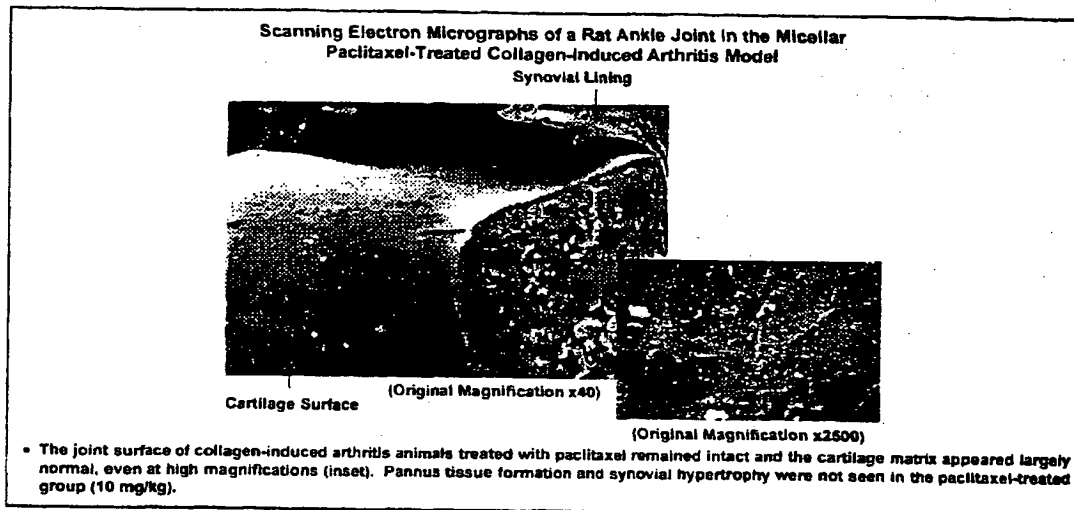 Scanning Electron Micrographs of a Rat Ankle Joint in the Micellar
Paclitaxel-Treated Collagen-Induced Arthritis Model
Synovial Lining
(Original Magnification x40)
Cartilage Surface
(Original Magnification x2500)
• The joint surface of collagen-induced arthritis animals treated with paclitaxel remained intact and the cartilage matrix appeared largely
normal, even at high magnifications (inset). Pannus tissue formation and synovial hypertrophy were not seen in the paclitaxel-treated
group (10 mg/kg).